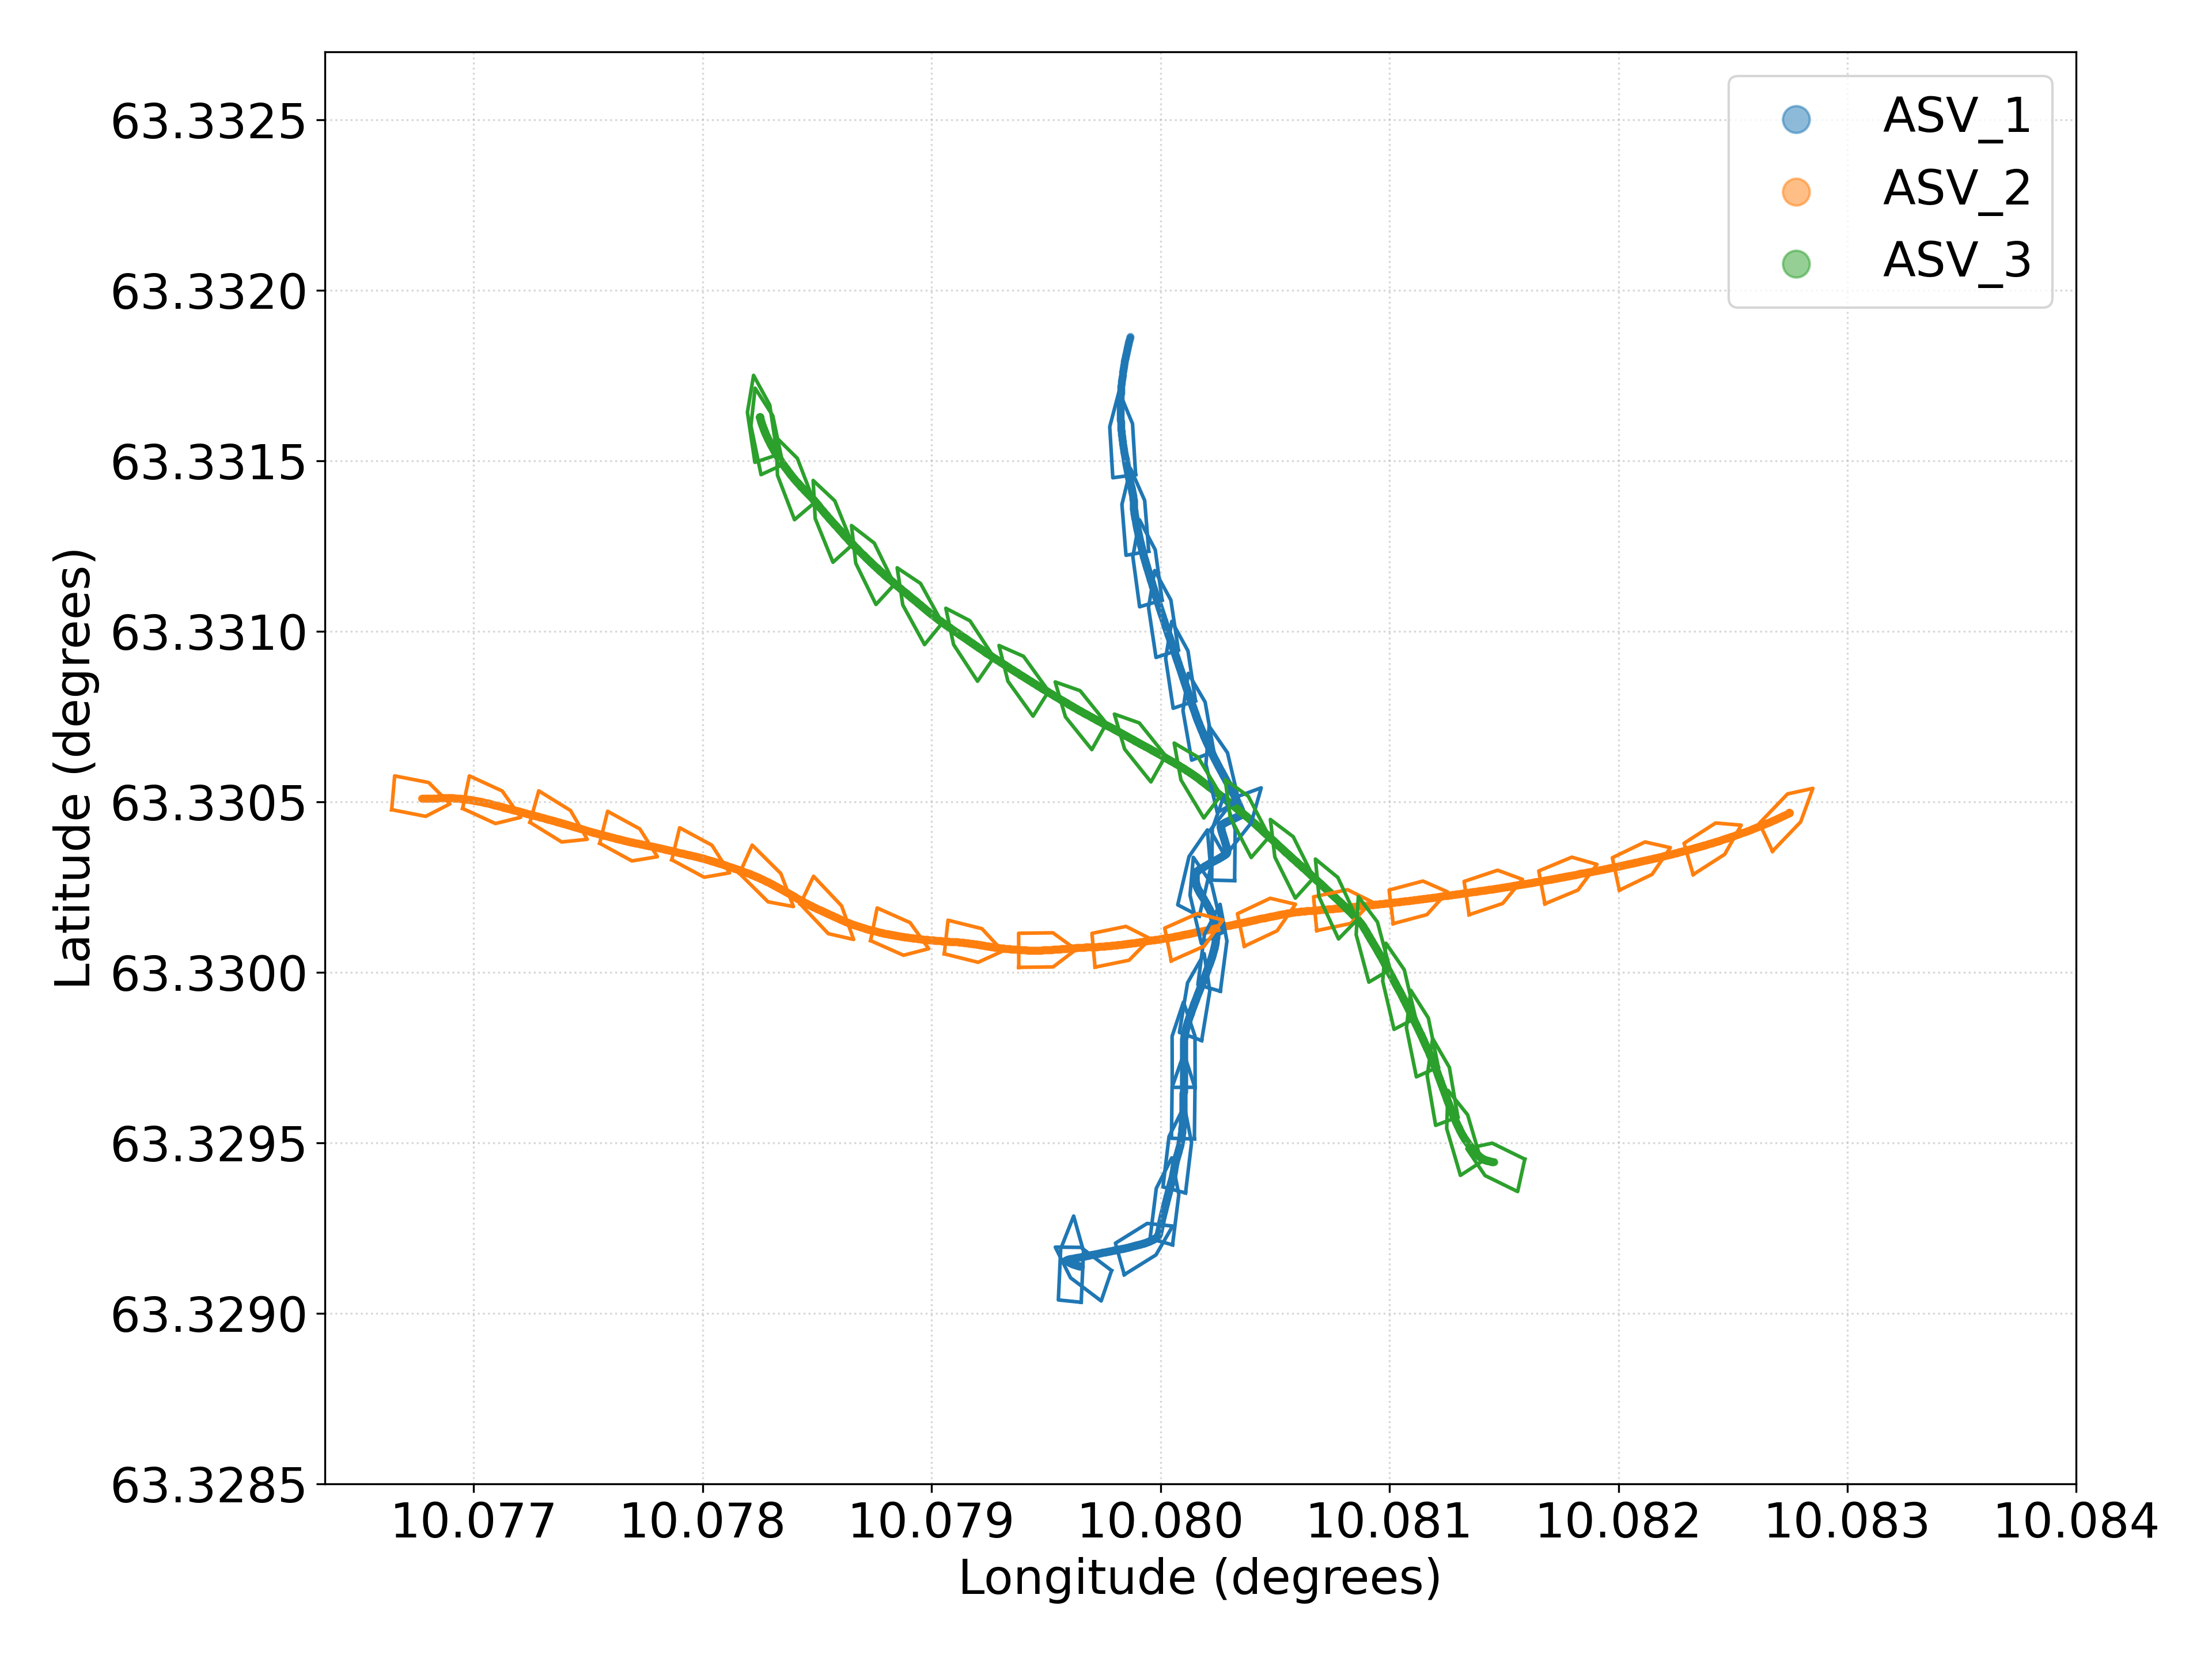 ASV_1
ASV_2
ASV_3
63.3325
63.3320
63.3315
63.3310
63.3305
63.3300
63.3295
63.3290
63.3285
Latitude (degrees)
10.077 10.078 10.079 10.080 10.081 10.082 10.083 10.084
Longitude (degrees)